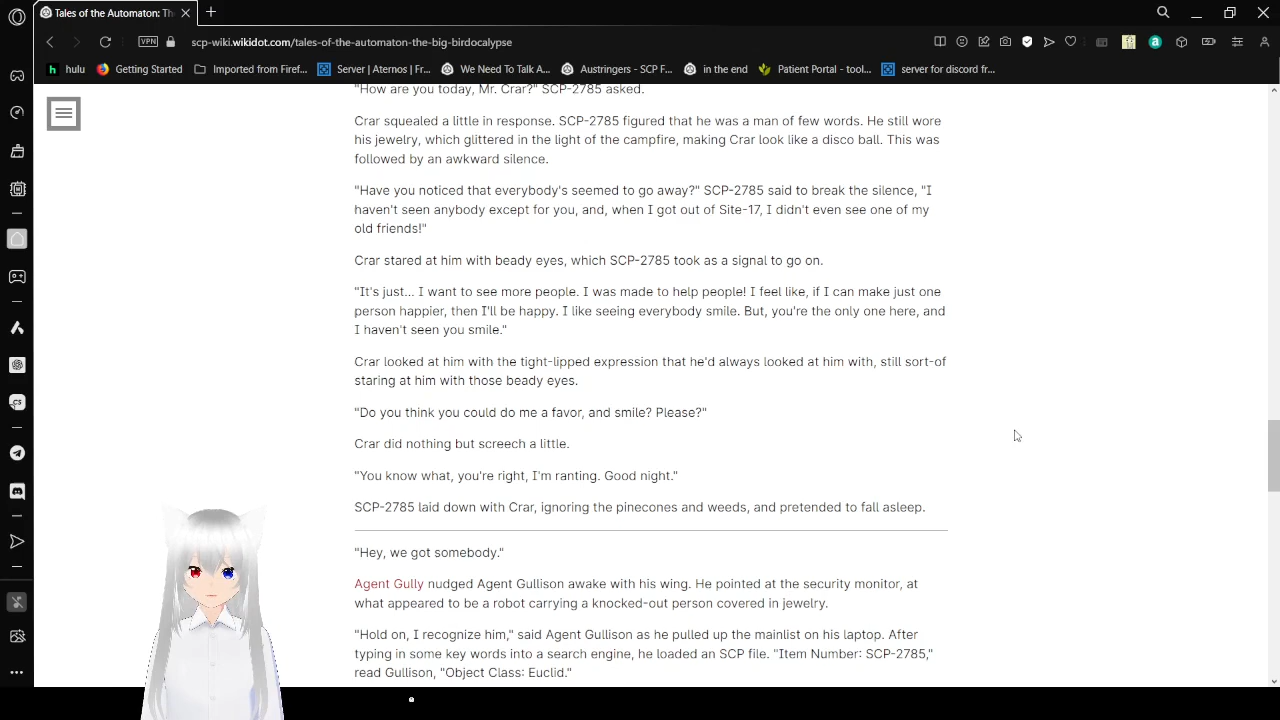 Tales of the Automaton: Th
scp-wiki.wikidot.com/tales-of-the-automaton-the-big-birdocalypse
VPN
hulu
Getting Started
Imported from Firef...
Server | Aternos | Fr...
We Need To Talk A...
Austringers - SCP F...
in the end
Patient Portal - tool...
server for discord fr...
"How are you today, Mr. Crar?" SCP-2785 asked.
Crar squealed a little in response. SCP-2785 figured that he was a man of few words. He still wore
his jewelry, which glittered in the light of the campfire, making Crar look like a disco ball. This was
followed by an awkward silence.
"Have you noticed that everybody's seemed to go away?" SCP-2785 said to break the silence, "I
haven't seen anybody except for you, and, when I got out of Site-17, I didn't even see one of my
old friends!"
Crar stared at him with beady eyes, which SCP-2785 took as a signal to go on.
"It's just... I want to see more people. I was made to help people! I feel like, if I can make just one
person happier, then I'll be happy. I like seeing everybody smile. But, you're the only one here, and
I haven't seen you smile."
Crar looked at him with the tight-lipped expression that he'd always looked at him with, still sort-of
staring at him with those beady eyes.
"Do you think you could do me a favor, and smile? Please?"
Crar did nothing but screech a little.
"You know what, you're right, I'm ranting. Good night."
SCP-2785 laid down with Crar, ignoring the pinecones and weeds, and pretended to fall asleep.
"Hey, we got somebody."
Agent Gully nudged Agent Gullison awake with his wing. He pointed at the security monitor, at
what appeared to be a robot carrying a knocked-out person covered in jewelry.
"Hold on, I recognize him," said Agent Gullison as he pulled up the mainlist on his laptop. After
typing in some key words into a search engine, he loaded an SCP file. "Item Number: SCP-2785,"
read Gullison, "Object Class: Euclid."